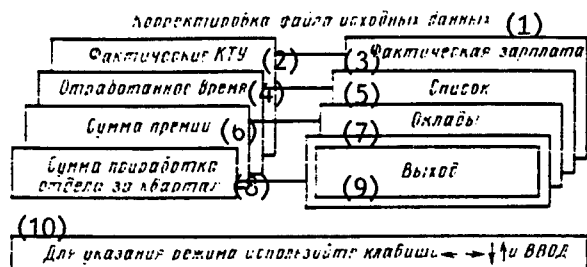 Корректировка файла исходных данных (1)
Фактические КТУ (2) (3) Фактическая зарплата
Отработанное время (4) (5) Список
Сумма премии (6) (7) Оклады
Сумма приработка
отдела за квартал (8) (9) Выход
(10)
Для указания режима используйте клавиши ← → ↓ ↑ и ВВОД